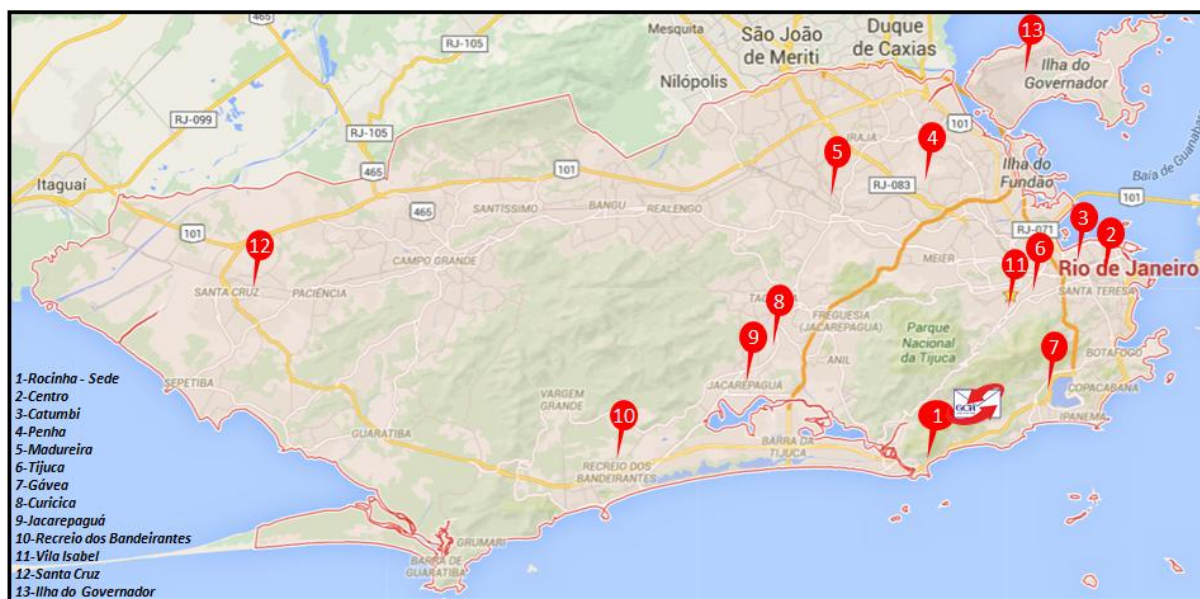 465
RJ-105
Mesquita
São João
de Meriti
Duque
de Caxias
13
Ilha do
Governador
Nilópolis
RJ-099
RJ-105
465
101
101
4
5
IRAJÁ
RJ-083
Ilha do
Fundão
Baía de Guanabara
101
Itaguaí
465
SANTÍSSIMO
BANGU
REALENGO
3
2
RJ-071
6
11
Rio de Janeiro
101
12
CAMPO GRANDE
MEIER
SANTA TERESA
SANTA CRUZ
PACIÊNCIA
8
FREGUESIA
(JACAREPAGUÁ)
Parque
Nacional
da Tijuca
9
ANIL
7
BOTAFOGO
SEPETIBA
JACAREPAGUÁ
COPACABANA
VARGEM
GRANDE
10
1
GCH
IPANEMA
GUARATIBA
BARRA DA
TIJUCA
RECREIO DOS
BANDEIRANTES
GRUMARI
BARRA DE
GUARATIBA
1-Rocinha - Sede
2-Centro
3-Catumbi
4-Penha
5-Madureira
6-Tijuca
7-Gávea
8-Curicica
9-Jacarepaguá
10-Recreio dos Bandeirantes
11-Vila Isabel
12-Santa Cruz
13-Ilha do Governador